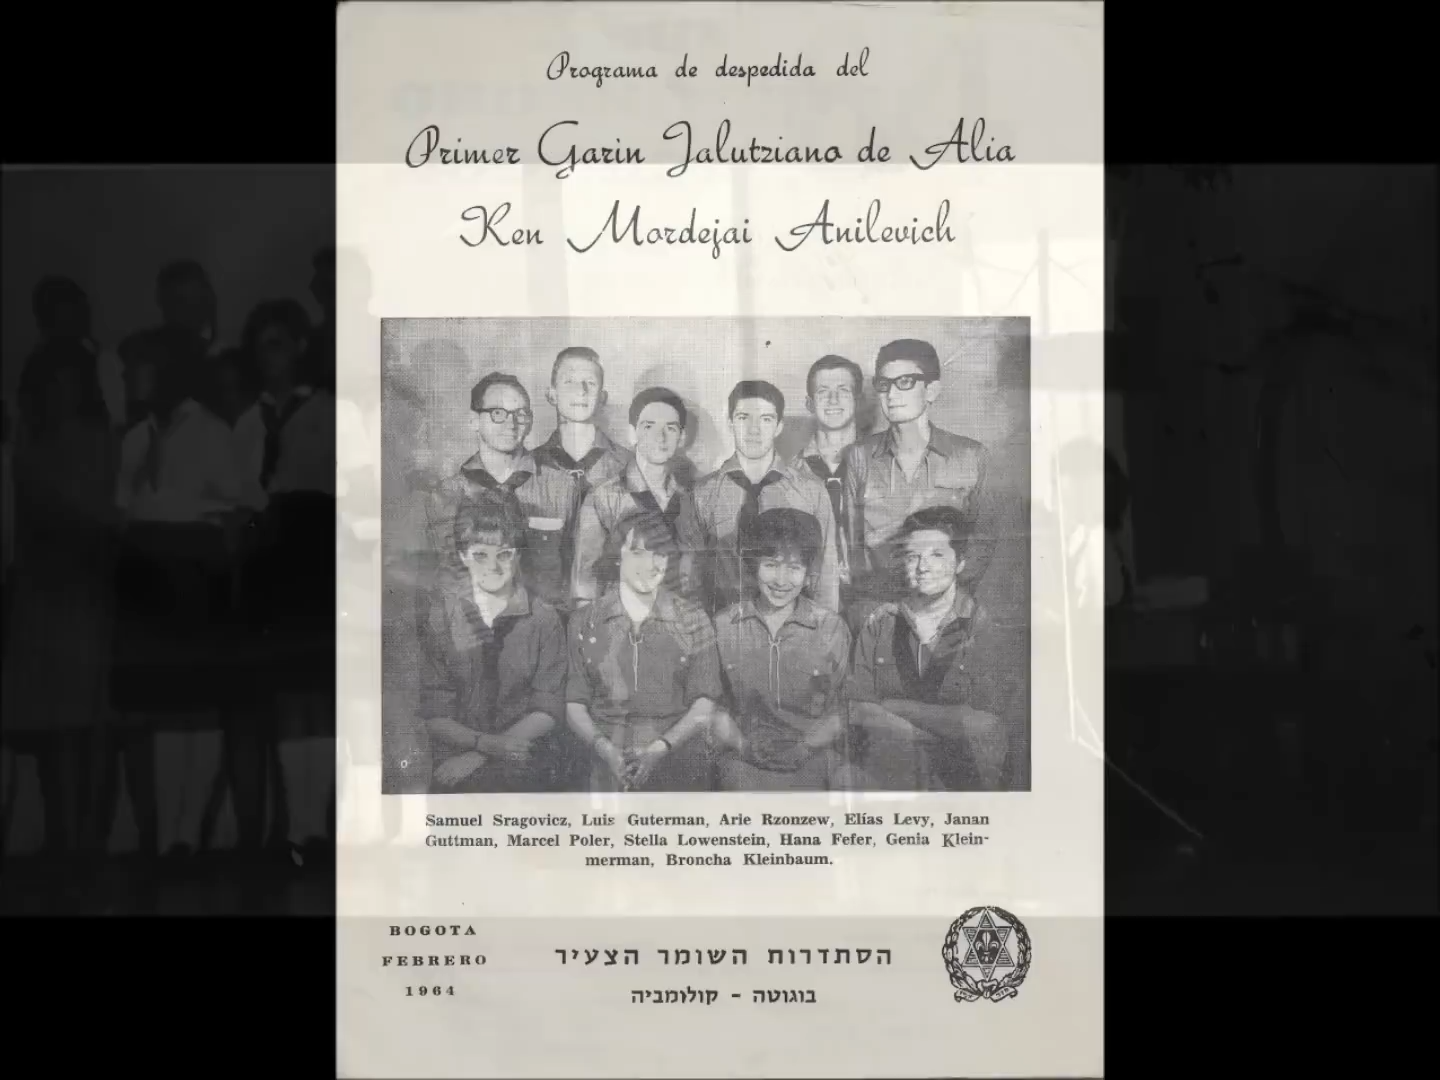 Programa de despedida del
Primer Garin Jalutziano de Alia
Ken Mordejai Anilevich
Samuel Sragovicz, Luis Guterman, Arie Rzonzew, Elías Levy, Janan
Guttman, Marcel Poler, Stella Lowenstein, Hana Fefer, Genia Klein-
merman, Broncha Kleinbaum.
BOGOTA
FEBRERO
1964
הסתדרות השומר הצעיר
בוגוטה - קולומביה